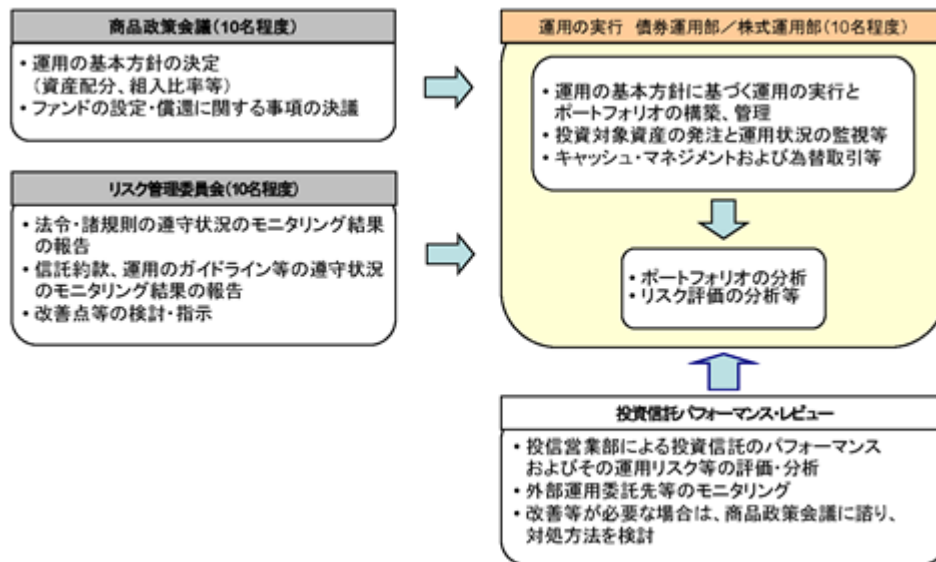 商品政策会議(10名程度)
・運用の基本方針の決定
(資産配分、組入比率等)
・ファンドの設定・償還に関する事項の決議
リスク管理委員会(10名程度)
・法令・諸規則の遵守状況のモニタリング結果
の報告
・信託約款、運用のガイドライン等の遵守状況
のモニタリング結果の報告
・改善点等の検討・指示
運用の実行 債券運用部/株式運用部(10名程度)
・運用の基本方針に基づく運用の実行と
ポートフォリオの構築、管理
・投資対象資産の発注と運用状況の監視等
・キャッシュ・マネジメントおよび為替取引等
・ポートフォリオの分析
・リスク評価の分析等
投資信託パフォーマンス・レビュー
・投信営業部による投資信託のパフォーマンス
およびその運用リスク等の評価・分析
・外部運用委託先等のモニタリング
・改善等が必要な場合は、商品政策会議に諮り、
対処方法を検討